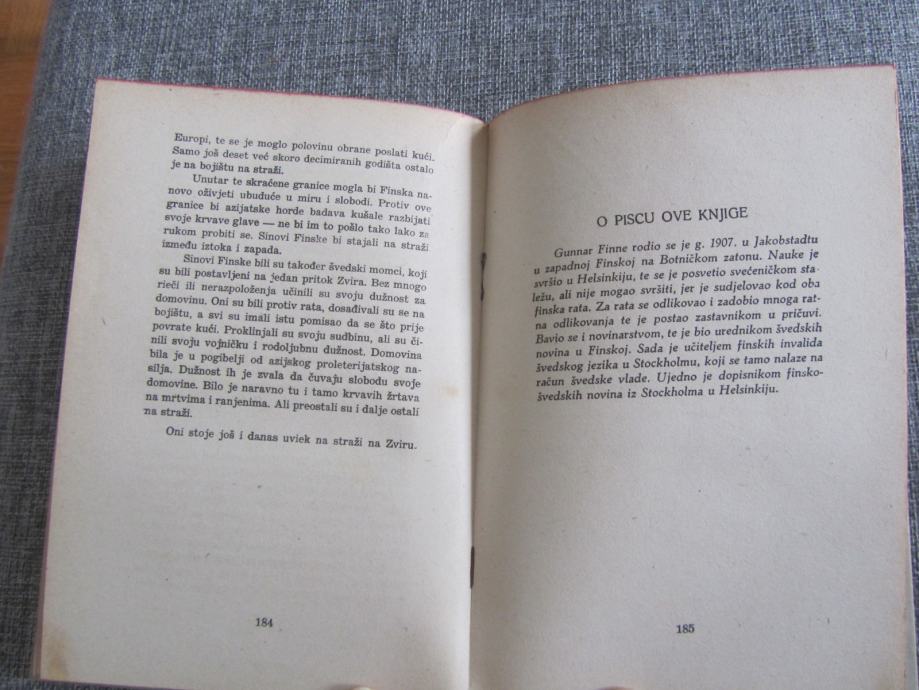 Europi, te se je moglo polovinu obrane poslati kući.
Samo još deset već skoro decimiranih godišta ostalo
je na bojištu na straži.
Unutar te skraćene granice mogla bi Finska na-
novo oživjeti ubuduće u miru i slobodi. Protiv ove
granice bi azijatske horde badava kušale razbijati
svoje krvave glave — ne bi im to pošlo tako lako za
rukom probiti se. Sinovi Finske bi stajali na straži
između iztoka i zapada.
Sinovi Finske bili su također švedski momci, koji
su bili postavljeni na jedan pritok Zvira. Bez mnogo
rieči ili nerazpoloženja učinili su svoju dužnost za
domovinu. Oni su bili protiv rata, dosađivali su se na
bojištu, a svi su imali istu pomisao da se što prije
povrate kući. Proklinjali su svoju sudbinu, ali su či-
nili svoju vojničku i rodoljubnu dužnost. Domovina
bila je u pogibelji od azijskog proleterijatskog na-
silja. Dužnost ih je zvala da čuvaju slobodu svoje
domovine. Bilo je naravno tu i tamo krvavih žrtava
na mrtvima i ranjenima. Ali preostali su i dalje ostali
na straži.
Oni stoje još i danas uviek na straži na Zviru.
184
O PISCU OVE KNJIGE
Gunnar Finne rodio se je g. 1907. u Jakobstadtu
u zapadnoj Finskoj na Botničkom zatonu. Nauke je
svršio u Helsinkiju, te se je posvetio svećeničkom sta-
ležu, ali nije mogao svršiti, jer je sudjelovao kod oba
finska rata. Za rata se odlikovao i zadobio mnoga rat-
na odlikovanja te je postao zastavnikom u pričuvi.
Bavio se i novinarstvom, te je bio urednikom švedskih
novina u Finskoj. Sada je učiteljem finskih invalida
švedskog jezika u Stockholmu, koji se tamo nalaze na
račun švedske vlade. Ujedno je dopisnikom finsko-
švedskih novina iz Stockholma u Helsinkiju.
185